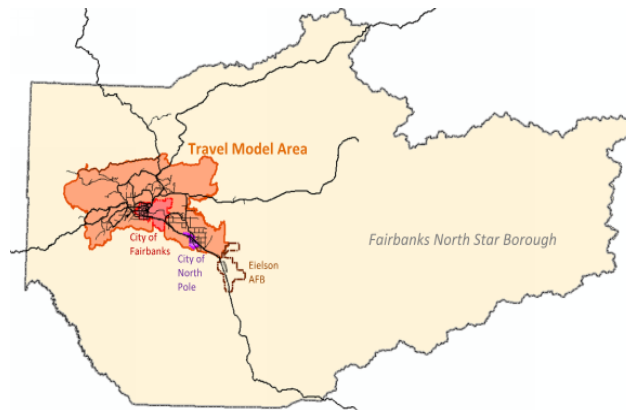 Travel Model Area
Fairbanks North Star Borough
City of
Fairbanks
City of
North
Pole
Eielson
AFB